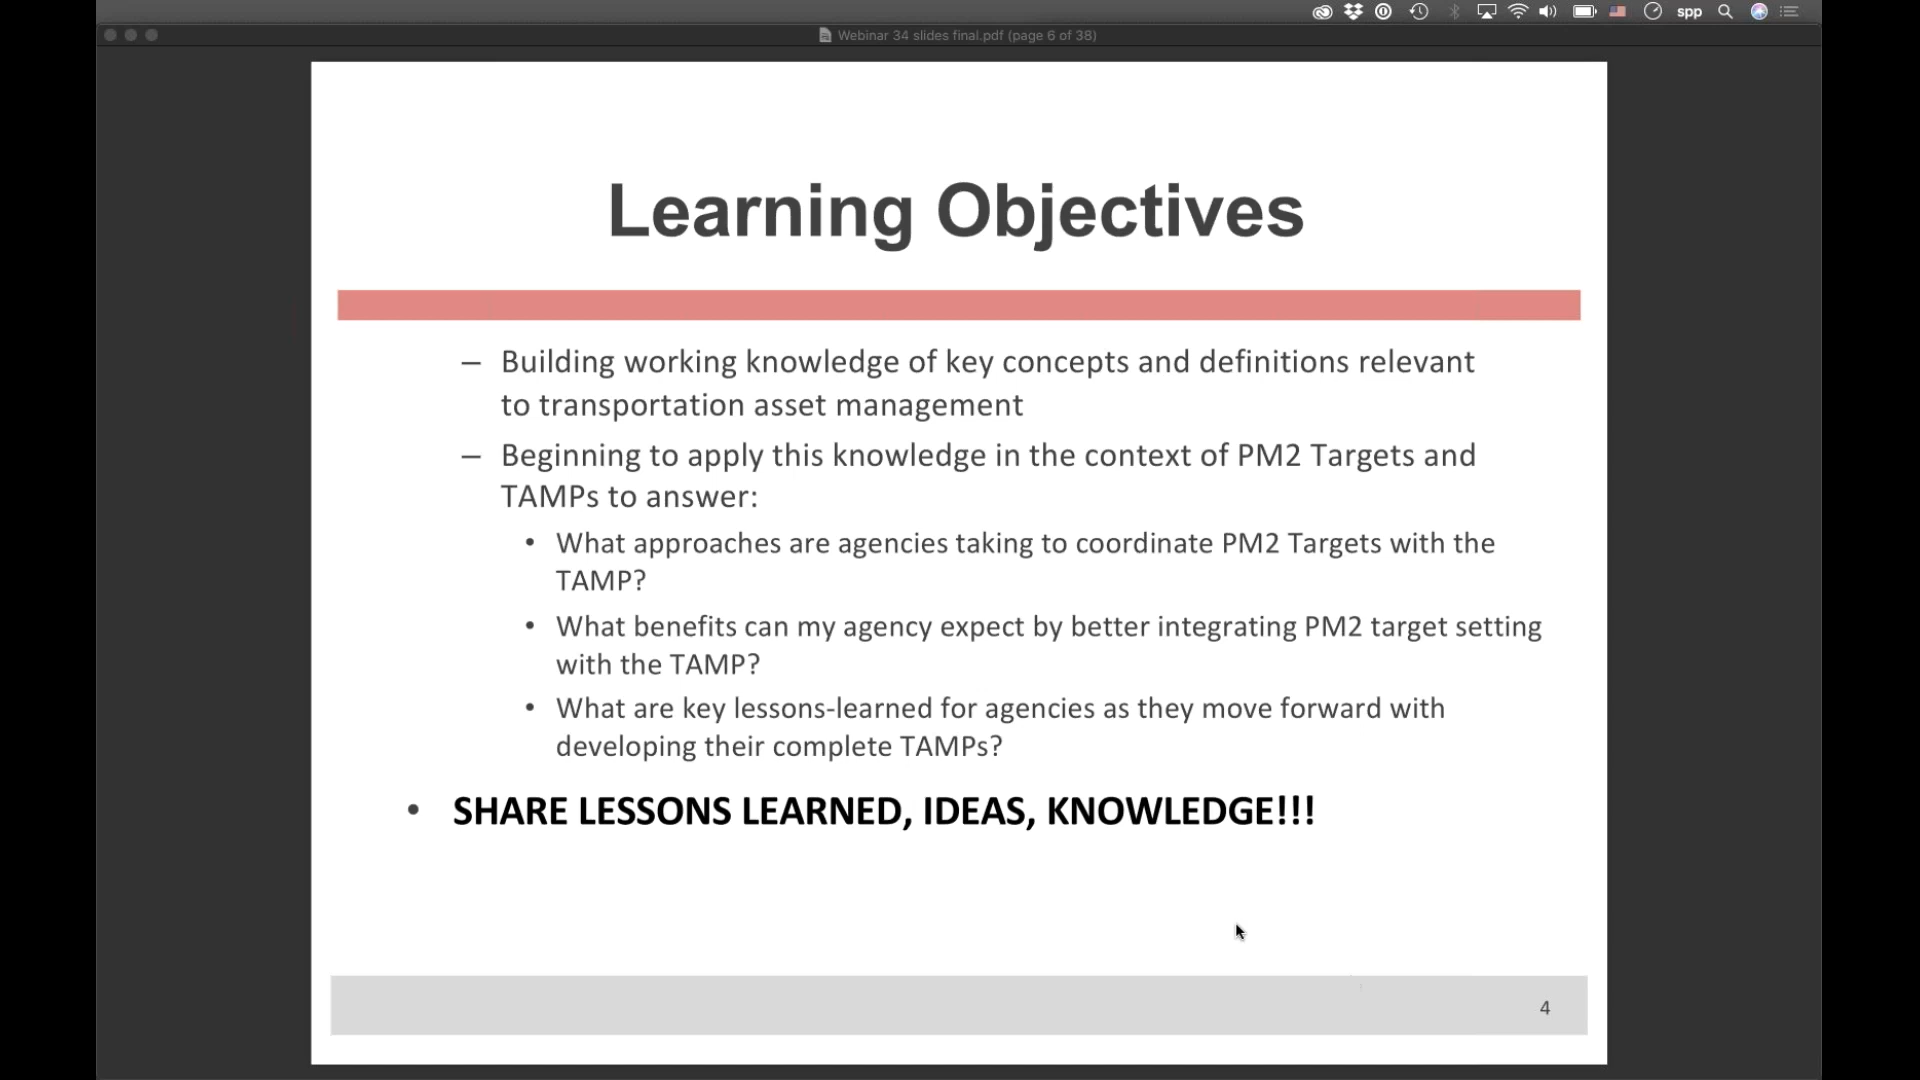 spp
Webinar 34 slides final.pdf (page 6 of 38)
Learning Objectives
– Building working knowledge of key concepts and definitions relevant
to transportation asset management
– Beginning to apply this knowledge in the context of PM2 Targets and
TAMPs to answer:
• What approaches are agencies taking to coordinate PM2 Targets with the
TAMP?
• What benefits can my agency expect by better integrating PM2 target setting
with the TAMP?
• What are key lessons-learned for agencies as they move forward with
developing their complete TAMPs?
• SHARE LESSONS LEARNED, IDEAS, KNOWLEDGE!!!
4